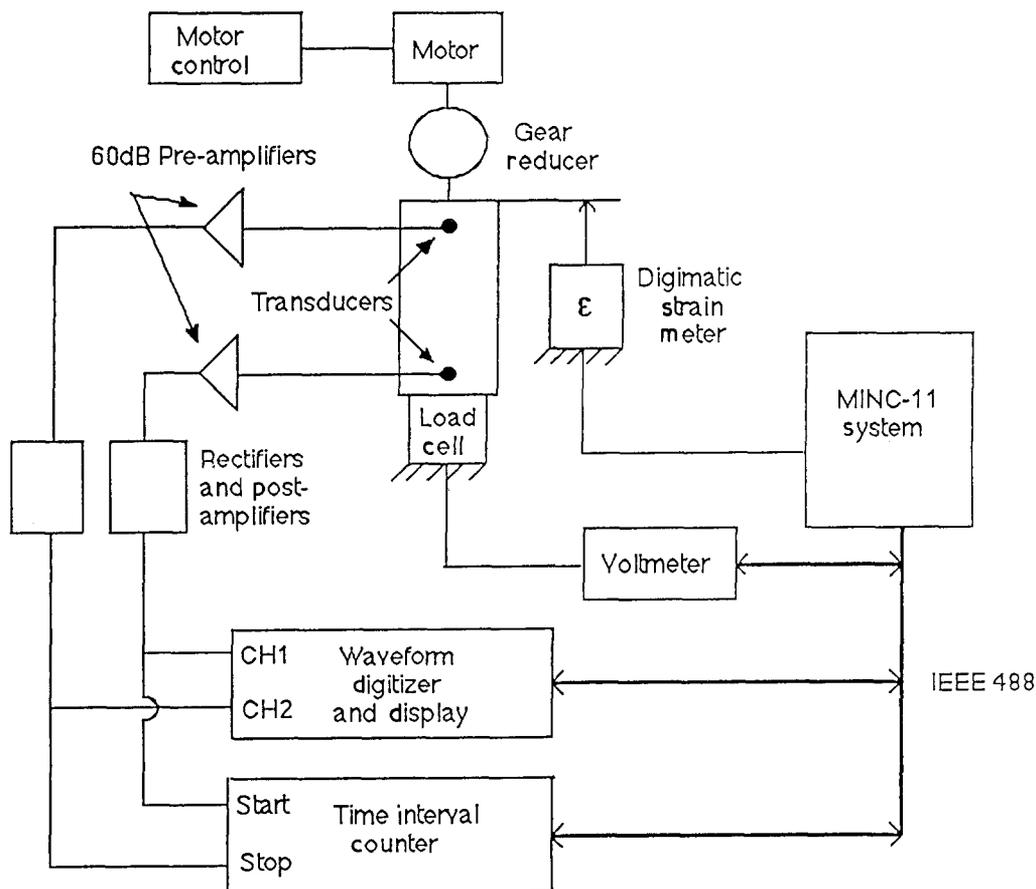 Motor
control
Motor
Gear
reducer
60dB Pre-amplifiers
Transducers
ε
Digimatic
strain
meter
MINC-11
system
Load
cell
Rectifiers
and post-
amplifiers
Voltmeter
CH1
Waveform
digitizer
and display
CH2
IEEE 488
Start
Time interval
counter
Stop